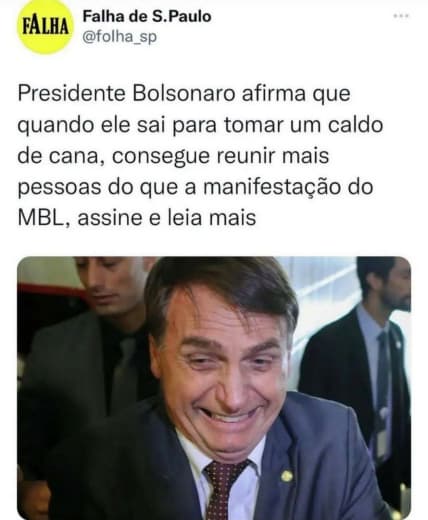 FALHA
Falha de S.Paulo
@folha_sp
Presidente Bolsonaro afirma que
quando ele sai para tomar um caldo
de cana, consegue reunir mais
pessoas do que a manifestação do
MBL, assine e leia mais